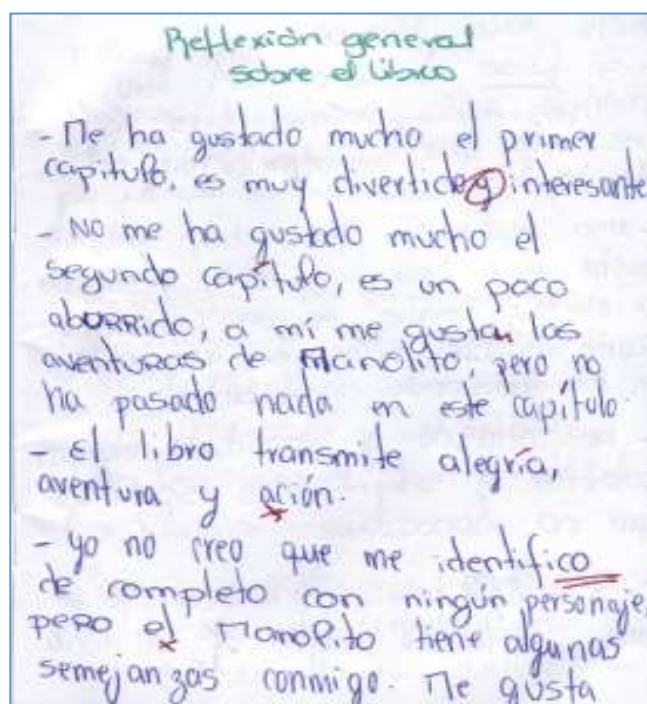 Reflexión general
sobre el libro
- Me ha gustado mucho el primer
capitulo, es muy divertido y interesante
- No me ha gustado mucho el
segundo capítulo, es un poco
aburrido, a mí me gustan las
aventuras de Manolito, pero no
ha pasado nada en este capítulo.
- El libro transmite alegría,
aventura y ación.
- yo no creo que me identifico
de completo con ningún personaje,
pero el Manolito tiene algunas
semejanzas conmigo. Me gusta